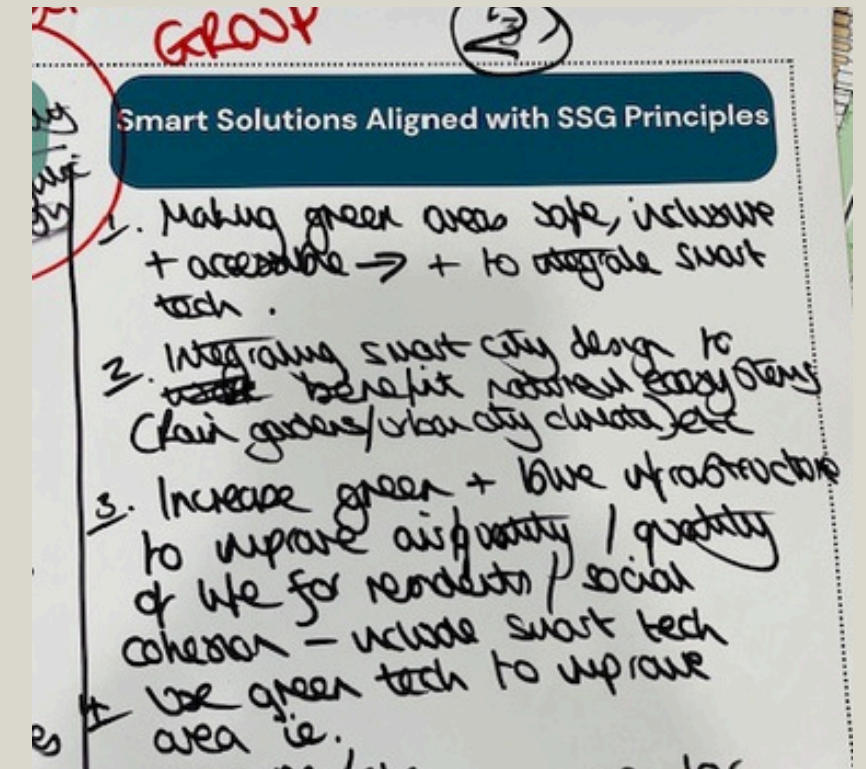 GROUP
Smart Solutions Aligned with SSG Principles
1. Making green areas safe, inclusive
+ accessible → + to integrate smart
tech.
2. Integrating smart city design to
benefit natural ecosystems
(Rain gardens/urban city climate) etc
3. Increase green + blue infrastructure
to improve air quality / quality
of life for residents / social
cohesion – include smart tech
4. Use green tech to improve
area ie.